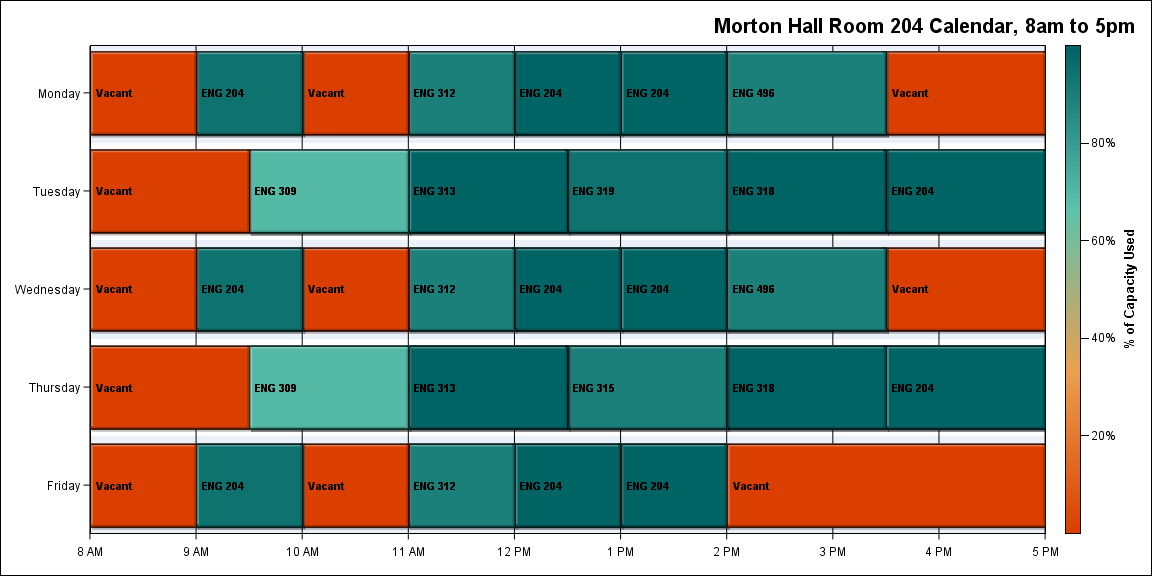 Morton Hall Room 204 Calendar, 8am to 5pm
Monday
Vacant
ENG 204
Vacant
ENG 312
ENG 204
ENG 204
ENG 496
Vacant
Tuesday
Vacant
ENG 309
ENG 313
ENG 319
ENG 318
ENG 204
Wednesday
Vacant
ENG 204
Vacant
ENG 312
ENG 204
ENG 204
ENG 496
Vacant
Thursday
Vacant
ENG 309
ENG 313
ENG 315
ENG 318
ENG 204
Friday
Vacant
ENG 204
Vacant
ENG 312
ENG 204
ENG 204
Vacant
8 AM
9 AM
10 AM
11 AM
12 PM
1 PM
2 PM
3 PM
4 PM
5 PM
80%
60%
40%
20%
% of Capacity Used